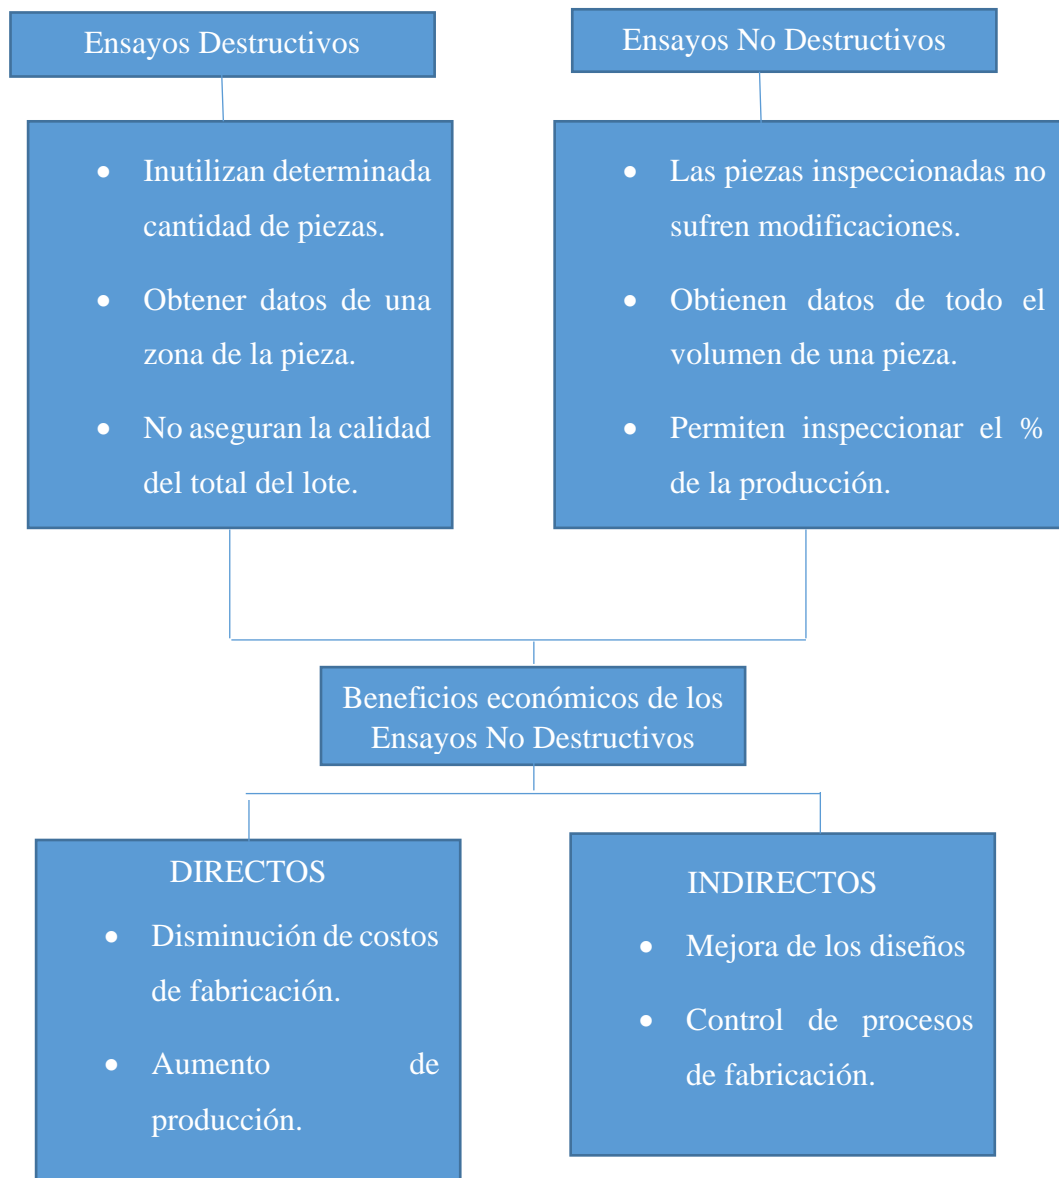 Ensayos Destructivos
Ensayos No Destructivos
• Inutilizan determinada
cantidad de piezas.
• Obtener datos de una
zona de la pieza.
• No aseguran la calidad
del total del lote.
• Las piezas inspeccionadas no
sufren modificaciones.
• Obtienen datos de todo el
volumen de una pieza.
• Permiten inspeccionar el %
de la producción.
Beneficios económicos de los
Ensayos No Destructivos
DIRECTOS
• Disminución de costos
de fabricación.
• Aumento de
producción.
INDIRECTOS
• Mejora de los diseños
• Control de procesos
de fabricación.